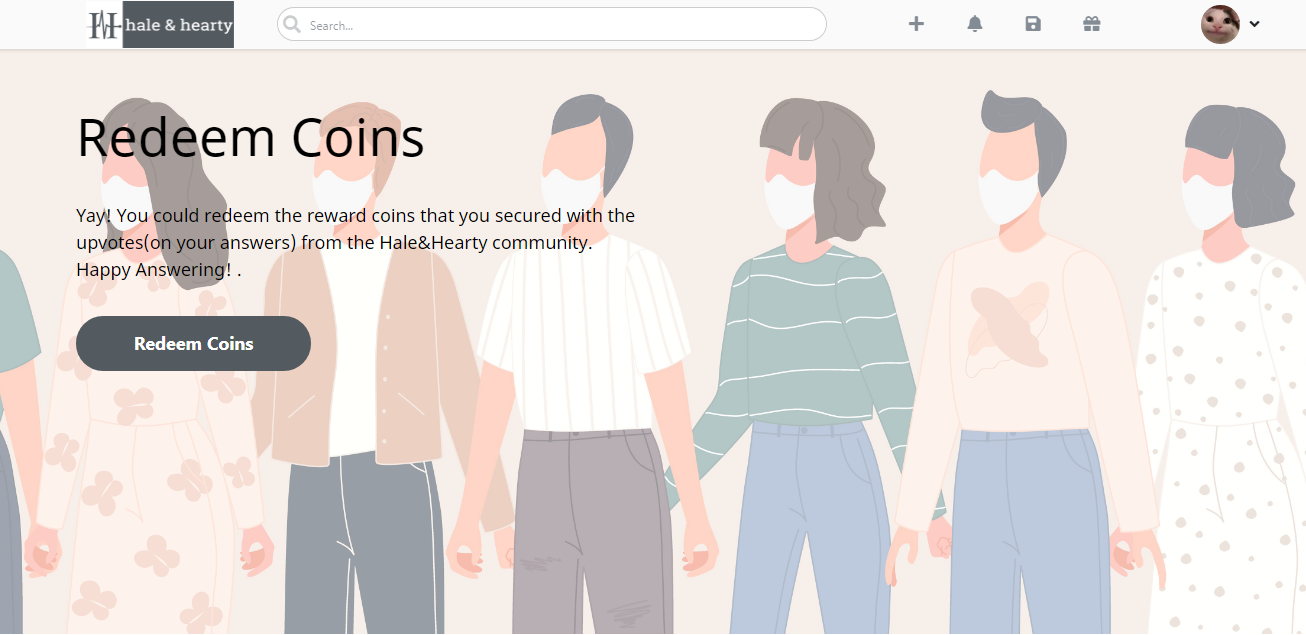 hale & hearty
Search...
Redeem Coins
Yay! You could redeem the reward coins that you secured with the
upvotes(on your answers) from the Hale&Hearty community.
Happy Answering! .
Redeem Coins